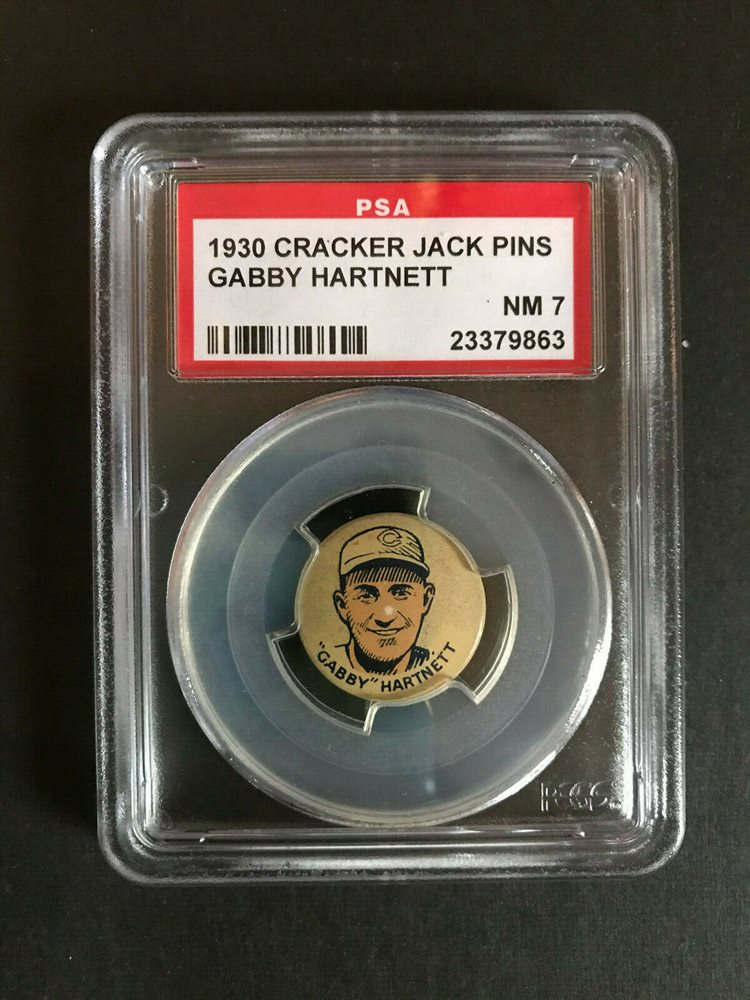 PSA
1930 CRACKER JACK PINS
GABBY HARTNETT
NM 7
23379863
C
"GABBY" HARTNETT